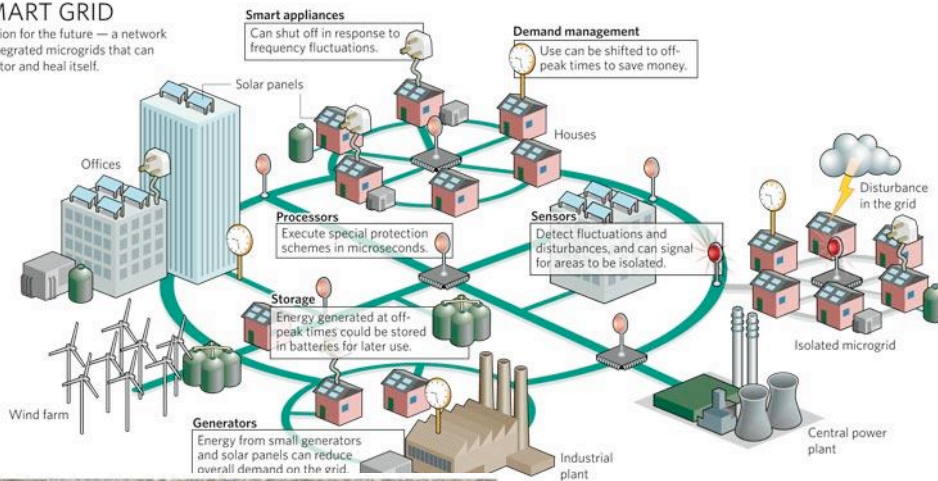 MART GRID
ion for the future — a network
tegrated microgrids that can
tor and heal itself.
Smart appliances
Can shut off in response to
frequency fluctuations.
Demand management
Use can be shifted to off-
peak times to save money.
Solar panels
Houses
Offices
Disturbance
in the grid
Processors
Execute special protection
schemes in microseconds.
Sensors
Detect fluctuations and
disturbances, and can signal
for areas to be isolated.
Storage
Energy generated at off-
peak times could be stored
in batteries for later use.
Isolated microgrid
Wind farm
Generators
Energy from small generators
and solar panels can reduce
overall demand on the grid.
Industrial
plant
Central power
plant